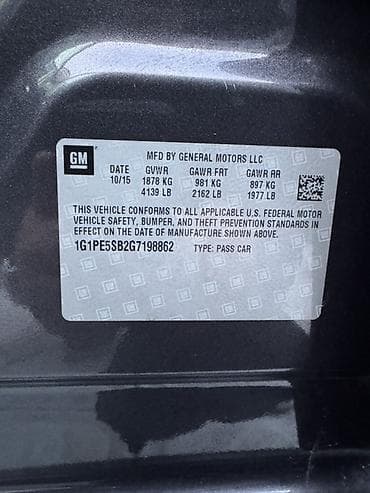 GM
MFD BY GENERAL MOTORS LLC
DATE GVWR GAWR FRT GAWR RR
10/15 1878 KG 981 KG 897 KG
4139 LB 2162 LB 1977 LB
THIS VEHICLE CONFORMS TO ALL APPLICABLE U.S. FEDERAL MOTOR
VEHICLE SAFETY, BUMPER, AND THEFT PREVENTION STANDARDS IN
EFFECT ON THE DATE OF MANUFACTURE SHOWN ABOVE.
1G1PE5SB2G7198862 TYPE: PASS CAR